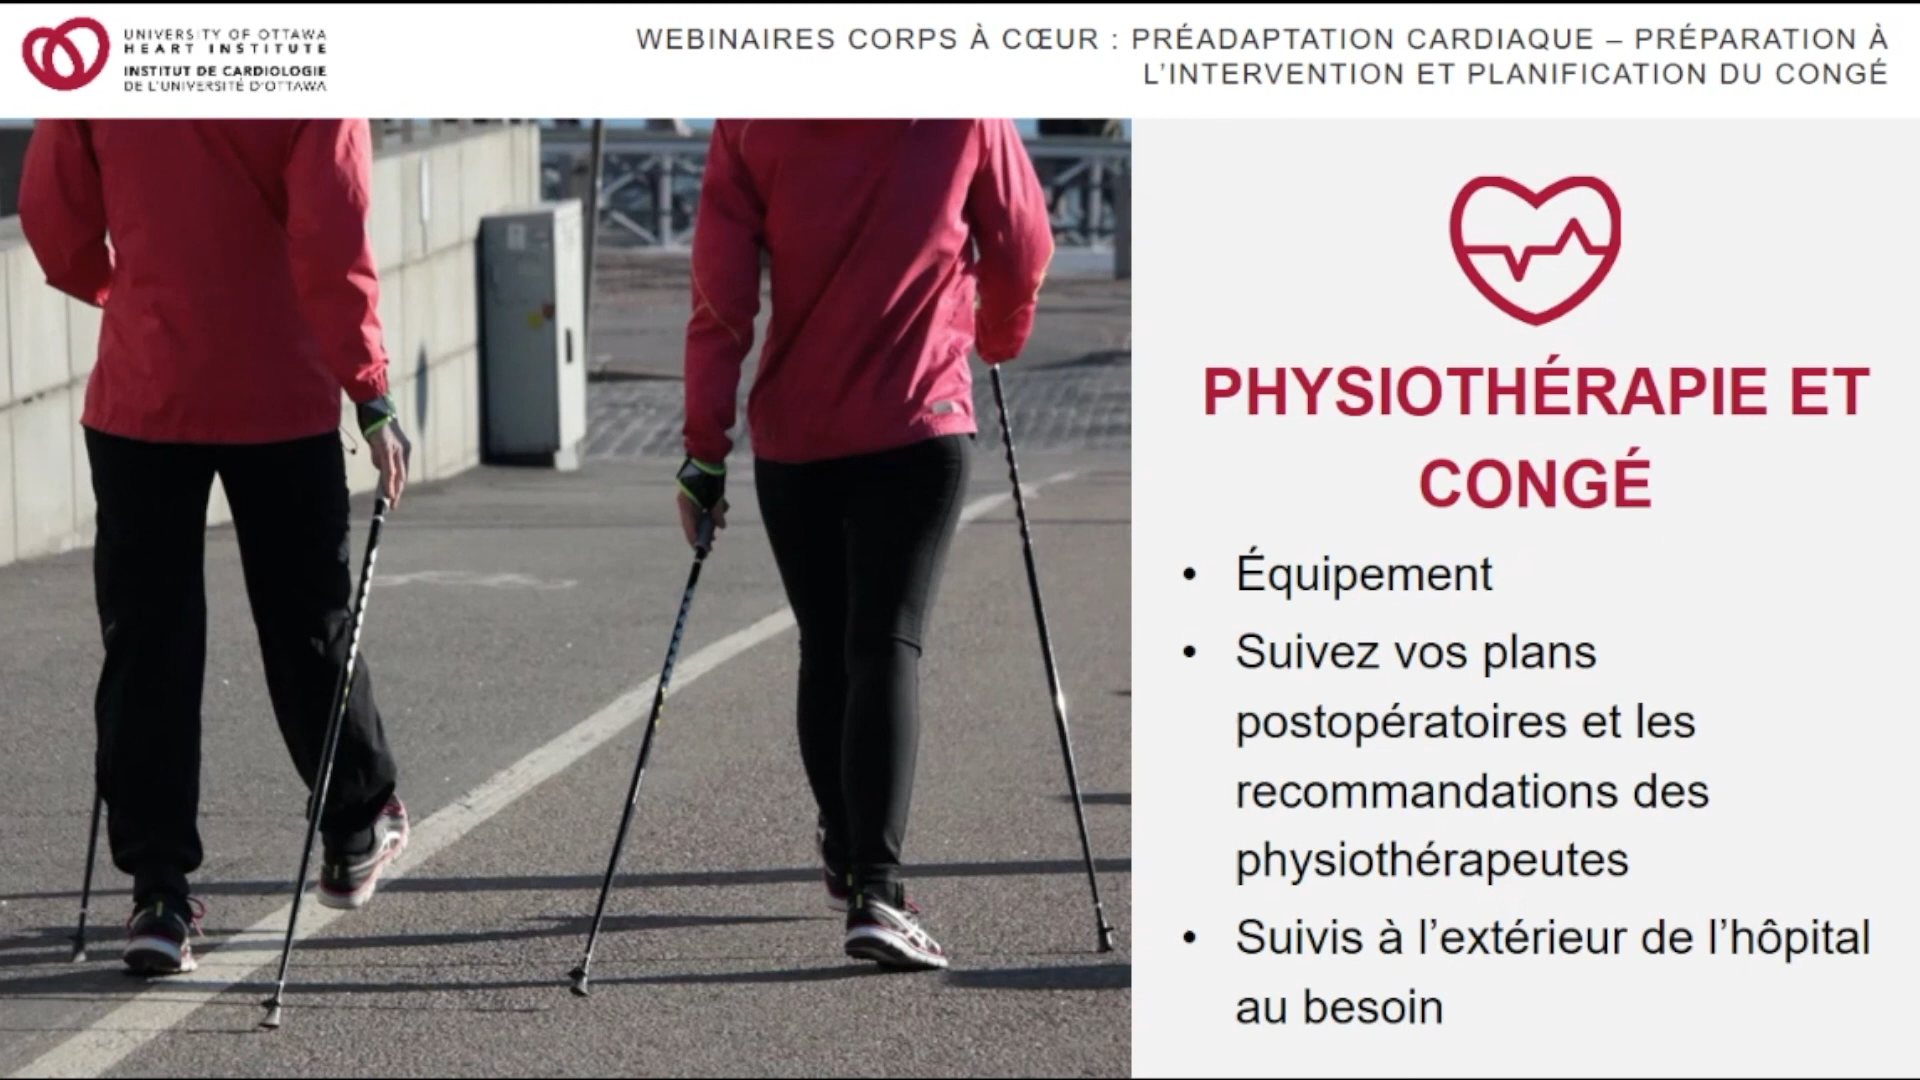 UNIVERSITY OF OTTAWA
HEART INSTITUTE
INSTITUT DE CARDIOLOGIE
DE L'UNIVERSITÉ D'OTTAWA
WEBINAIRES CORPS À CŒUR : PRÉADAPTATION CARDIAQUE – PRÉPARATION À
L'INTERVENTION ET PLANIFICATION DU CONGÉ
PHYSIOTHÉRAPIE ET
CONGÉ
• Équipement
• Suivez vos plans
postopératoires et les
recommandations des
physiothérapeutes
• Suivis à l'extérieur de l'hôpital
au besoin